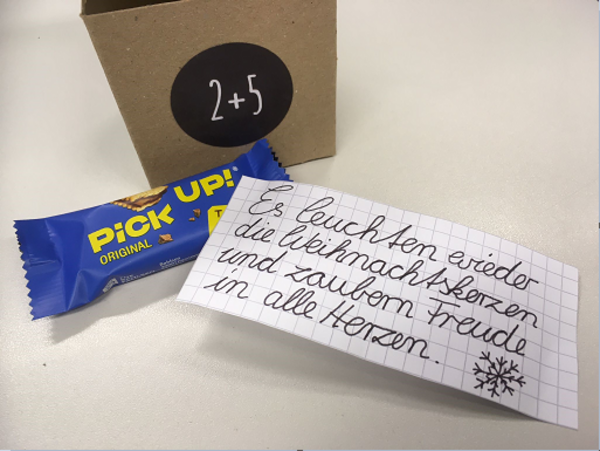 2+5
PiCK UP!
ORIGINAL
Es leuchten wieder
die Weihnachtskerzen
und zaubern Freude
in alle Herzen.